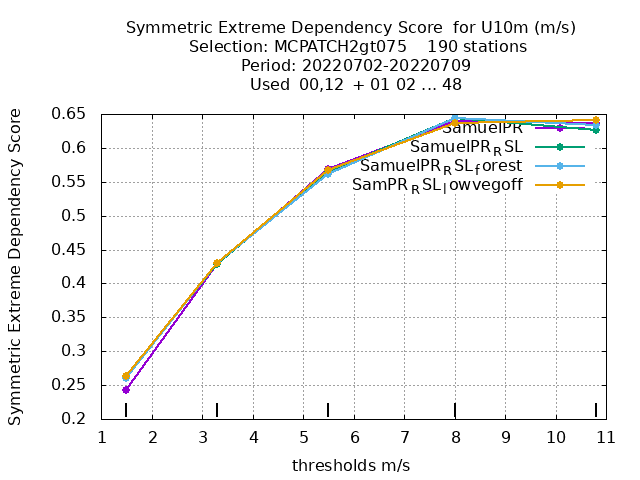 Symmetric Extreme Dependency Score  for U10m (m/s)
Selection: MCPATCH2gt075    190 stations
Period: 20220702-20220709
Used  00,12  + 01 02 ... 48
Symmetric Extreme Dependency Score
0.65
0.6
0.55
0.5
0.45
0.4
0.35
0.3
0.25
0.2
SamuelPR
SamuelPR_RSL
SamuelPR_RSL_forest
SamPR_RSL_lowvegoff
1 2 3 4 5 6 7 8 9 10 11
thresholds m/s